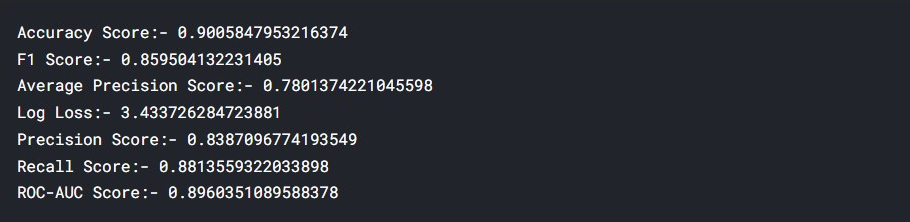 Accuracy Score:- 0.9005847953216374
F1 Score:- 0.859504132231405
Average Precision Score:- 0.7801374221045598
Log Loss:- 3.433726284723881
Precision Score:- 0.8387096774193549
Recall Score:- 0.8813559322033898
ROC-AUC Score:- 0.8960351089588378